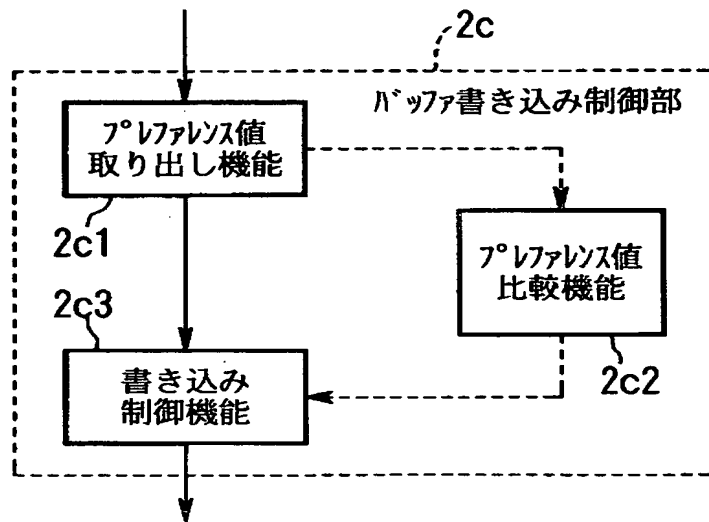 2c
ﾊﾞｯﾌｧ書き込み制御部
ﾌﾟﾚﾌｧﾚﾝｽ値
取り出し機能
2c1
ﾌﾟﾚﾌｧﾚﾝｽ値
比較機能
2c2
2c3
書き込み
制御機能